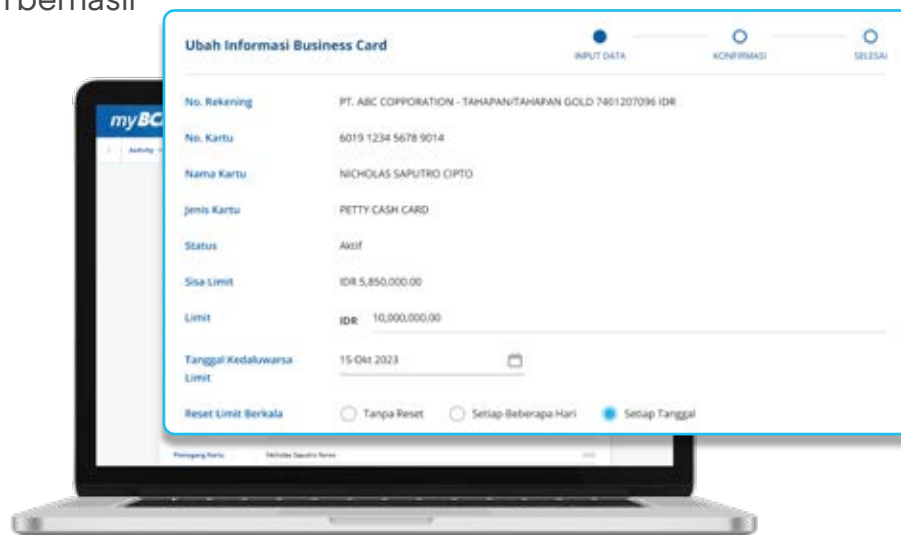 berhasil
Ubah Informasi Business Card
INPUT DATA
KONFIRMASI
SELESAI
No. Rekening PT. ABC COPPORATION - TAHAPAN/TAHAPAN GOLD 7401207096 IDR
No. Kartu 6019 1234 5678 9014
Nama Kartu NICHOLAS SAPUTRO CIPTO
Jenis Kartu PETTY CASH CARD
Status Aktif
Sisa Limit IDR 5,850,000.00
Limit IDR 10,000,000.00
Tanggal Kedaluwarsa 15 Okt 2023
Limit
Reset Limit Berkala Tanpa Reset Setiap Beberapa Hari Setiap Tanggal
myBC
Activity
Pemegang Kartu Nicholas Saputro